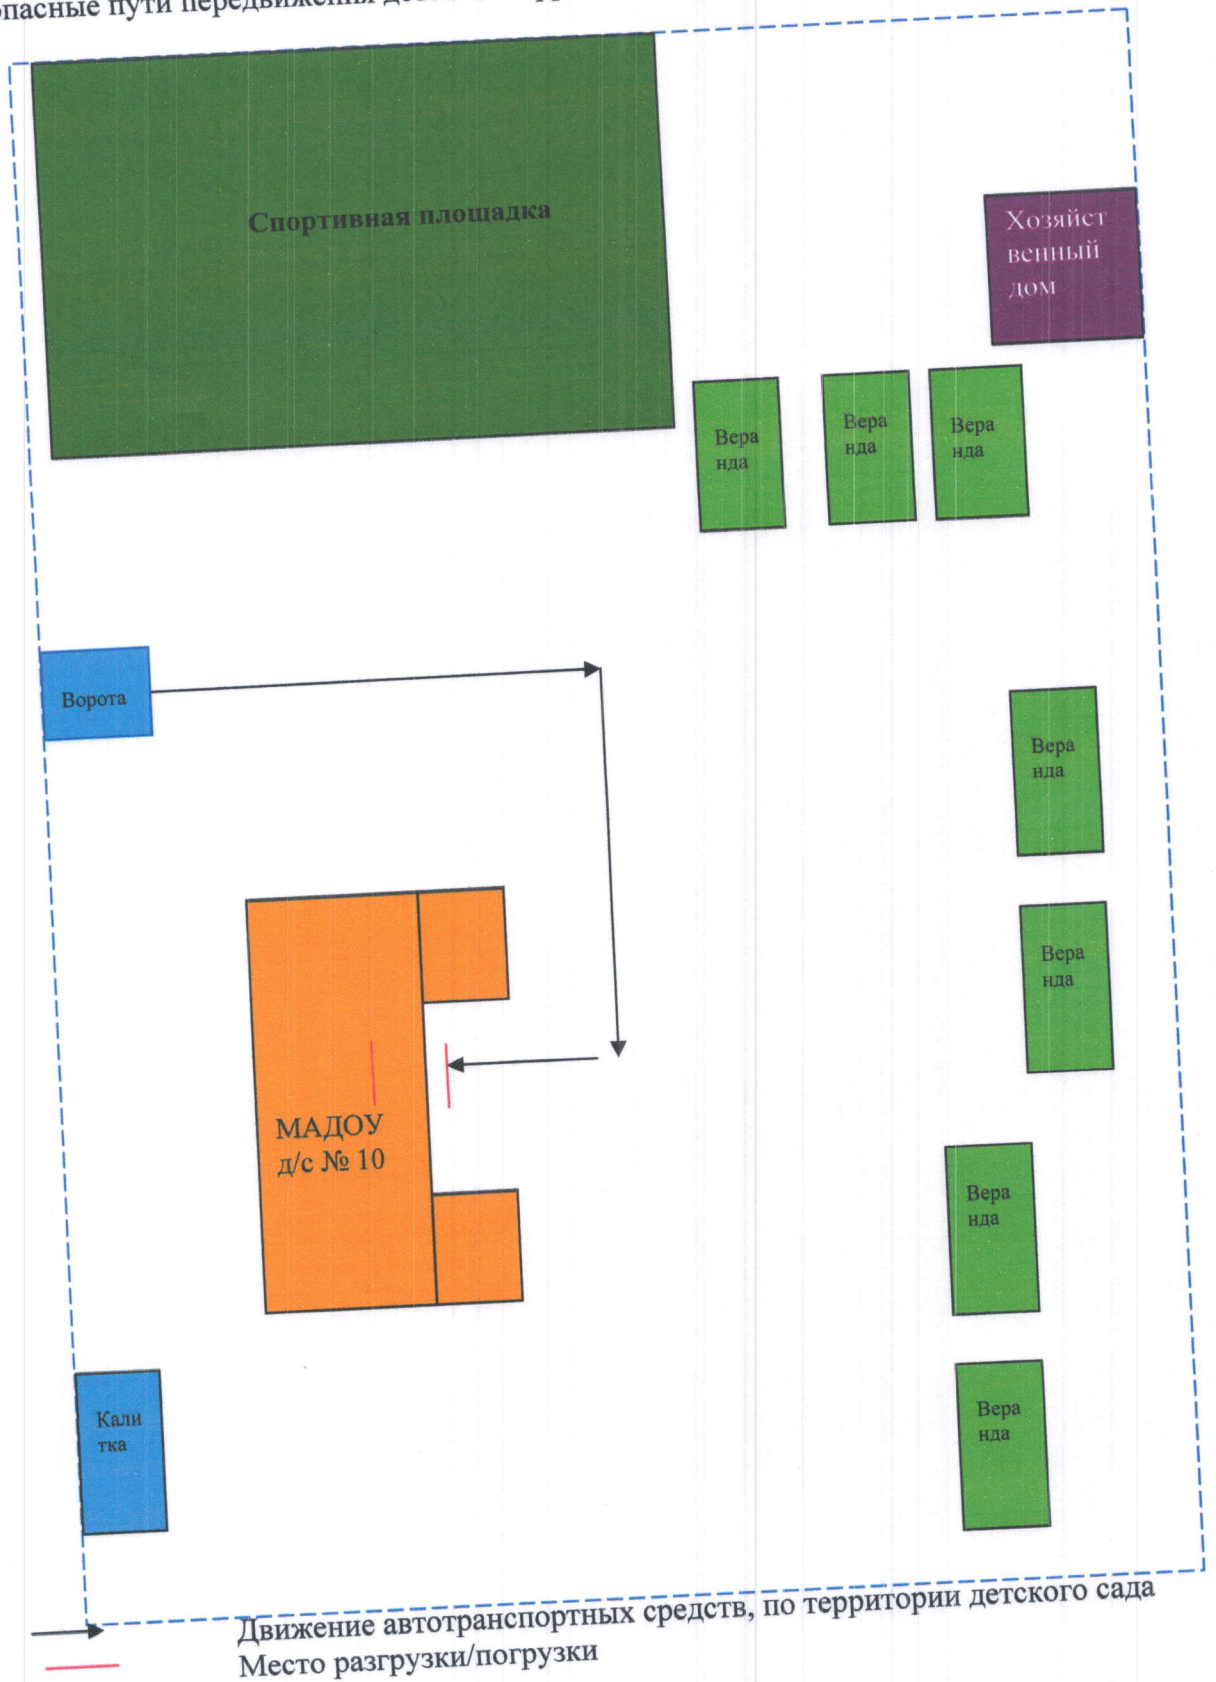 пути передвижения
Спортивная площадка
Хозяйст
венный
дом
Вера
нда
Вера
нда
Вера
нда
Ворота
Вера
нда
Вера
нда
МАДОУ
д/с № 10
Вера
нда
Кали
тка
Вера
нда
Движение автотранспортных средств, по территории детского сада
Место разгрузки/погрузки